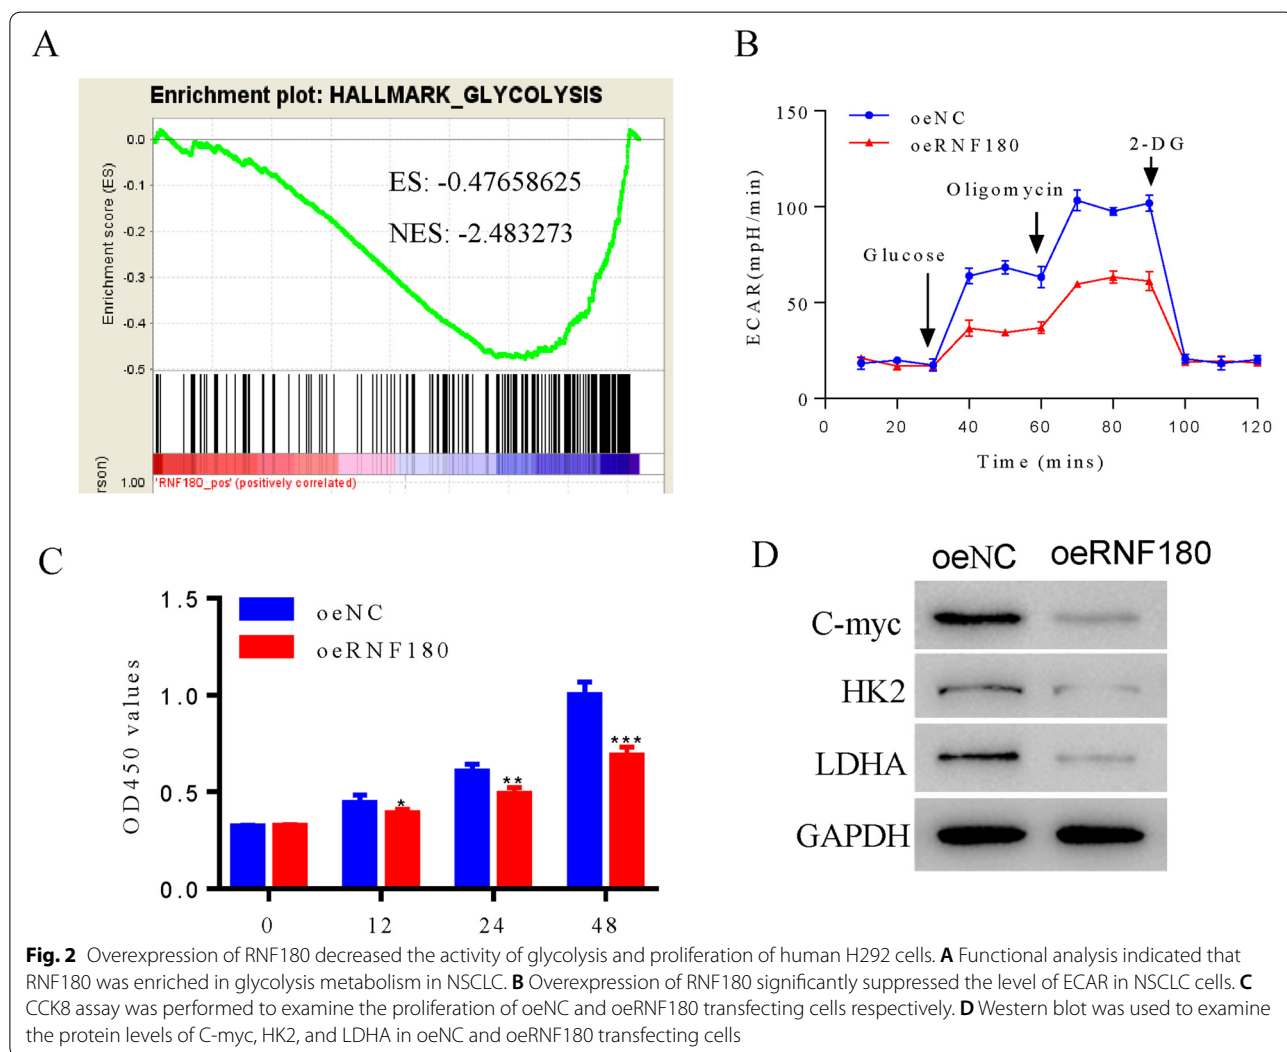 A
Enrichment plot: HALLMARK_GLYCOLYSIS
Enrichment score (ES)
0.0
-0.1
-0.2
-0.3
-0.4
-0.5
ES: -0.47658625
NES: -2.483273
rson)
1.00
'RNF180_pos' (positively correlated)
B
oeNC
oeRNF180
ECAR(mpH/min)
150
100
50
0
Glucose
Oligomycin
2-DG
0 20 40 60 80 100 120
Time (mins)
C
oeNC
oeRNF180
OD450 values
1.5
1.0
0.5
0.0
*
**
***
0 12 24 48
D
oeNC oeRNF180
C-myc
HK2
LDHA
GAPDH
Fig. 2 Overexpression of RNF180 decreased the activity of glycolysis and proliferation of human H292 cells. A Functional analysis indicated that
RNF180 was enriched in glycolysis metabolism in NSCLC. B Overexpression of RNF180 significantly suppressed the level of ECAR in NSCLC cells. C
CCK8 assay was performed to examine the proliferation of oeNC and oeRNF180 transfecting cells respectively. D Western blot was used to examine
the protein levels of C-myc, HK2, and LDHA in oeNC and oeRNF180 transfecting cells